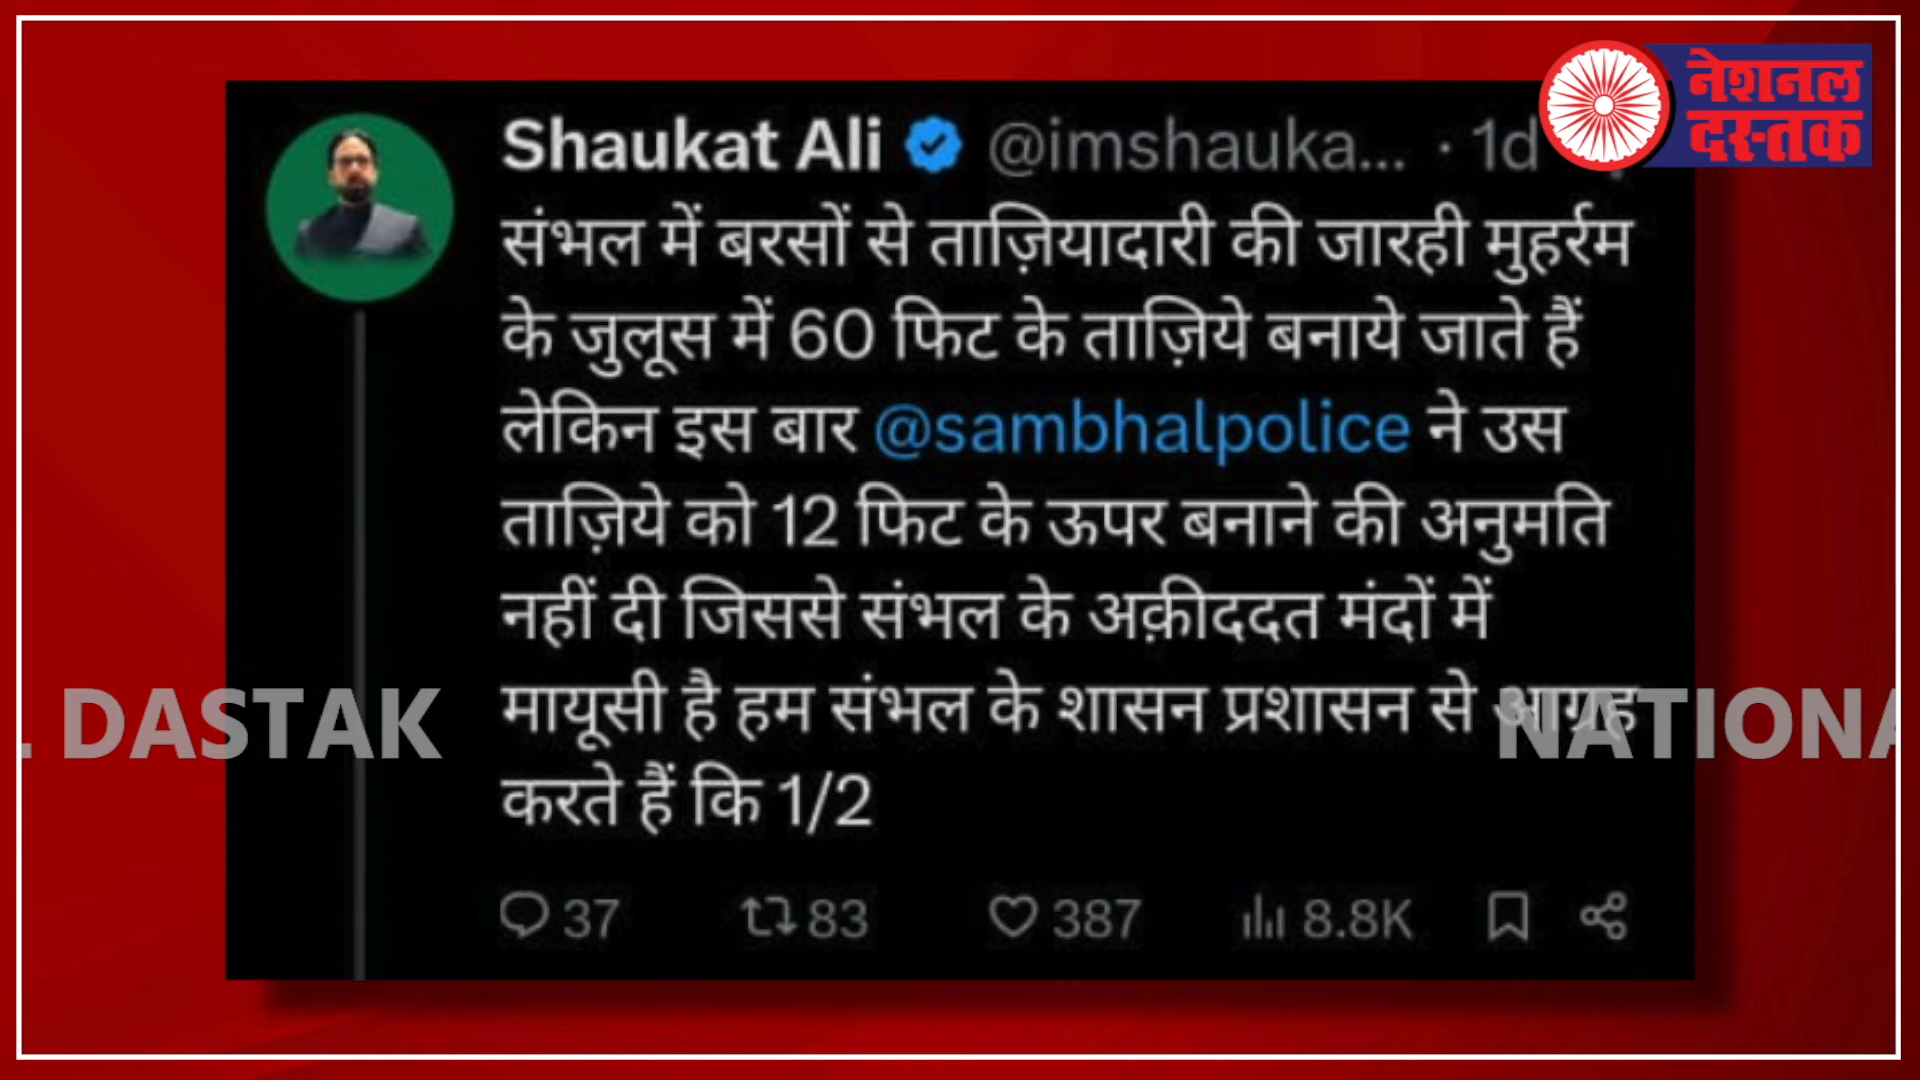 नेशनल
दस्तक
Shaukat Ali @imshauka... · 1d
संभल में बरसों से ताज़ियादारी की जारही मुहर्रम
के जुलूस में 60 फिट के ताज़िये बनाये जाते हैं
लेकिन इस बार @sambhalpolice ने उस
ताज़िये को 12 फिट के ऊपर बनाने की अनुमति
नहीं दी जिससे संभल के अक़ीददत मंदों में
मायूसी है हम संभल के शासन प्रशासन से आग्रह
करते हैं कि 1/2
37 83 387 8.8K
. DASTAK
NATIONA